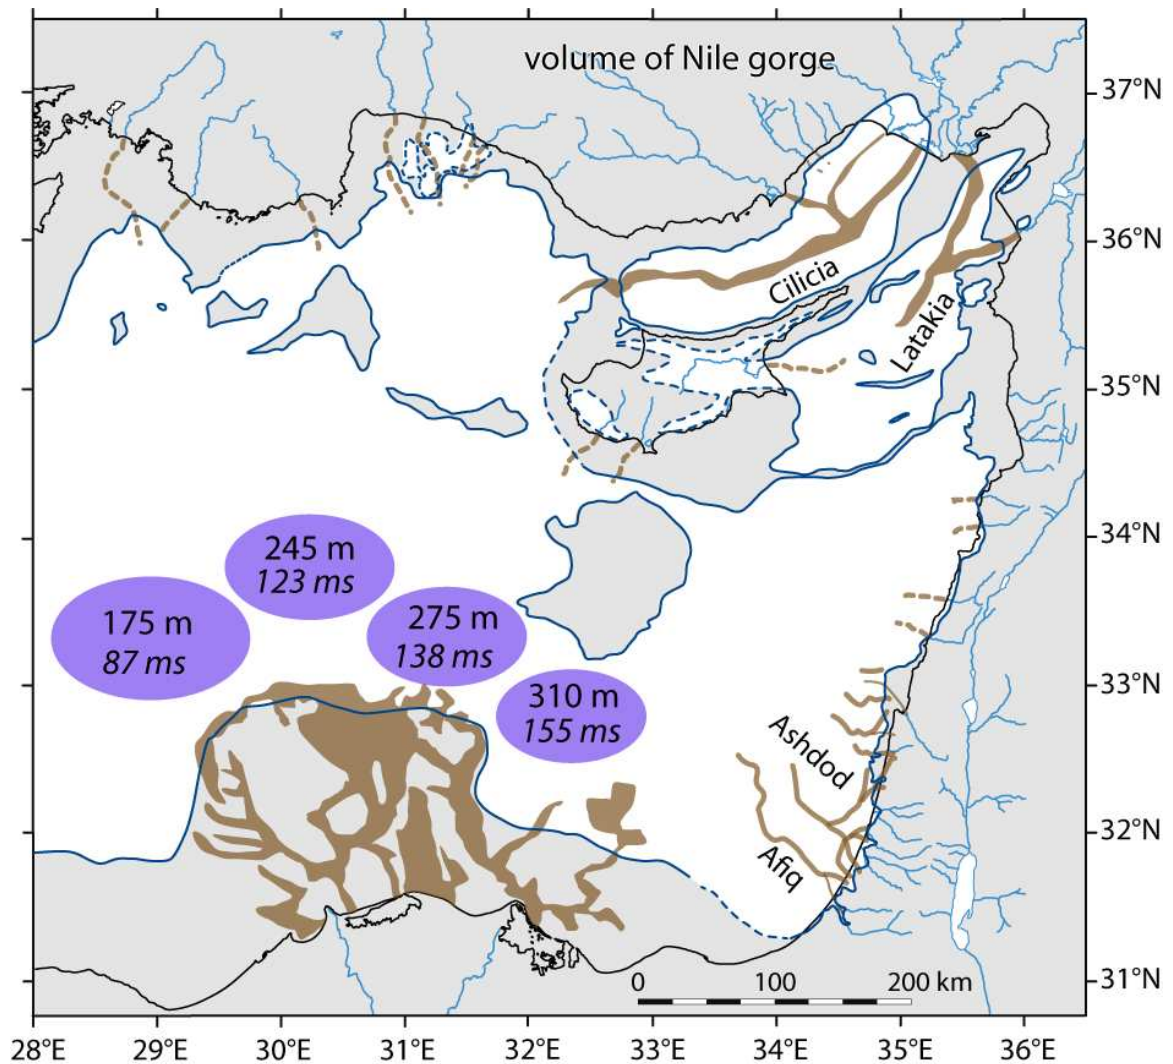 volume of Nile gorge
37°N
36°N
Cilicia
Latakia
35°N
34°N
245 m
123 ms
175 m
87 ms
275 m
138 ms
310 m
155 ms
33°N
Ashdod
32°N
Afiq
0 100 200 km
31°N
28°E 29°E 30°E 31°E 32°E 33°E 34°E 35°E 36°E